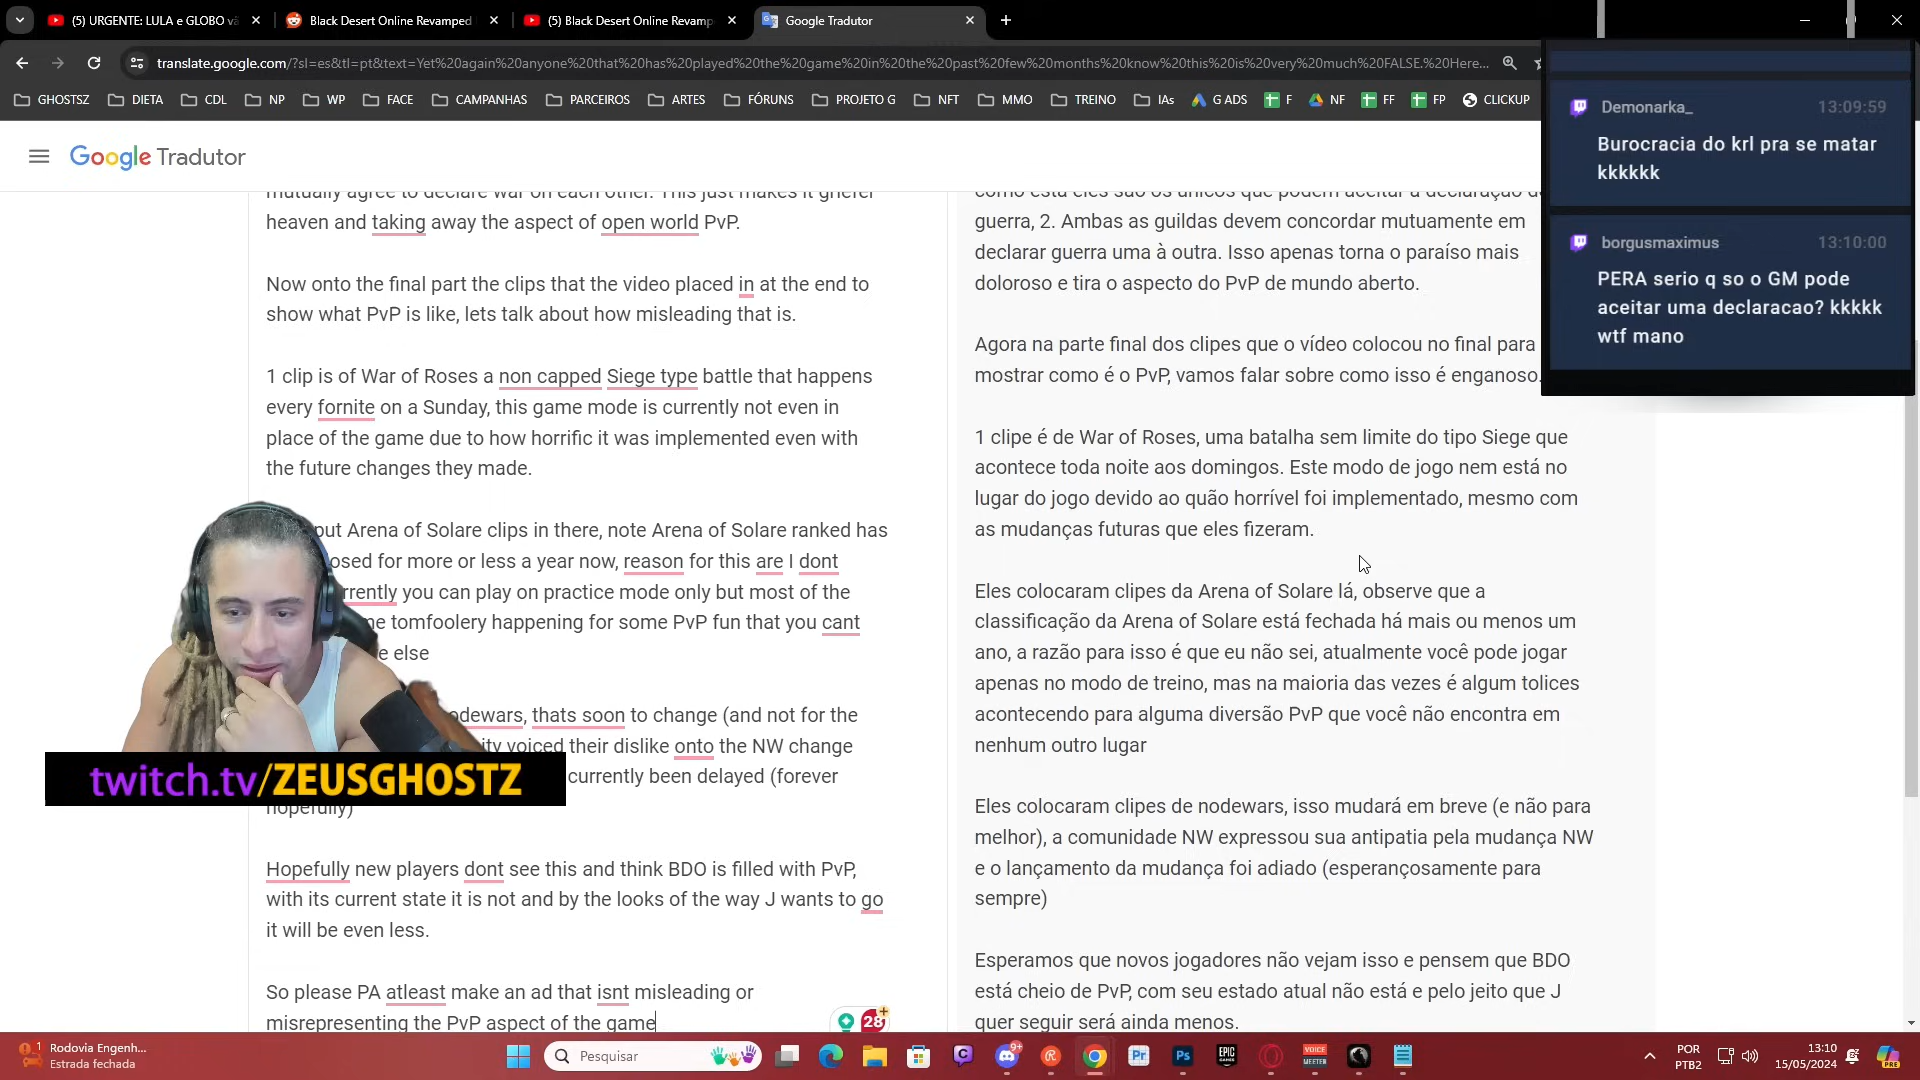 (5) URGENTE: LULA e GLOBO vã
Black Desert Online Revamped
(5) Black Desert Online Revamp
Google Tradutor
translate.google.com/?sl=es&tl=pt&text=Yet%20again%20anyone%20that%20has%20played%20the%20game%20in%20the%20past%20few%20months%20know%20this%20is%20very%20much%20FALSE.%20Here...
GHOSTSZ
DIETA
CDL
NP
WP
FACE
CAMPANHAS
PARCEIROS
ARTES
FÓRUNS
PROJETO G
NFT
MMO
TREINO
IAs
G ADS
F
NF
FF
FP
CLICKUP
Google Tradutor
mutually agree to declare war on each other. This just makes it griefer
heaven and taking away the aspect of open world PvP.
Now onto the final part the clips that the video placed in at the end to
show what PvP is like, lets talk about how misleading that is.
1 clip is of War of Roses a non capped Siege type battle that happens
every fornite on a Sunday, this game mode is currently not even in
place of the game due to how horrific it was implemented even with
the future changes they made.
put Arena of Solare clips in there, note Arena of Solare ranked has
osed for more or less a year now, reason for this are I dont
rrently you can play on practice mode only but most of the
me tomfoolery happening for some PvP fun that you cant
e else
odewars, thats soon to change (and not for the
ity voiced their dislike onto the NW change
currently been delayed (forever
hopefully)
Hopefully new players dont see this and think BDO is filled with PvP,
with its current state it is not and by the looks of the way J wants to go
it will be even less.
So please PA atleast make an ad that isnt misleading or
misrepresenting the PvP aspect of the game
28
como está eles são os únicos que podem aceitar a declaração d
guerra, 2. Ambas as guildas devem concordar mutuamente em
declarar guerra uma à outra. Isso apenas torna o paraíso mais
doloroso e tira o aspecto do PvP de mundo aberto.
Agora na parte final dos clipes que o vídeo colocou no final para
mostrar como é o PvP, vamos falar sobre como isso é enganoso.
1 clipe é de War of Roses, uma batalha sem limite do tipo Siege que
acontece toda noite aos domingos. Este modo de jogo nem está no
lugar do jogo devido ao quão horrível foi implementado, mesmo com
as mudanças futuras que eles fizeram.
Eles colocaram clipes da Arena of Solare lá, observe que a
classificação da Arena of Solare está fechada há mais ou menos um
ano, a razão para isso é que eu não sei, atualmente você pode jogar
apenas no modo de treino, mas na maioria das vezes é algum tolices
acontecendo para alguma diversão PvP que você não encontra em
nenhum outro lugar
Eles colocaram clipes de nodewars, isso mudará em breve (e não para
melhor), a comunidade NW expressou sua antipatia pela mudança NW
e o lançamento da mudança foi adiado (esperançosamente para
sempre)
Esperamos que novos jogadores não vejam isso e pensem que BDO
está cheio de PvP, com seu estado atual não está e pelo jeito que J
quer seguir será ainda menos.
Demonarka_ 13:09:59
Burocracia do krl pra se matar
kkkkkk
borgusmaximus 13:10:00
PERA serio q so o GM pode
aceitar uma declaracao? kkkkk
wtf mano
twitch.tv/ZEUSGHOSTZ
Rodovia Engenh...
Estrada fechada
Pesquisar
9+
Pr
Ps
EPIC
GAMES
VOICE
MEETER
POR
PTB2
13:10
15/05/2024
PRE